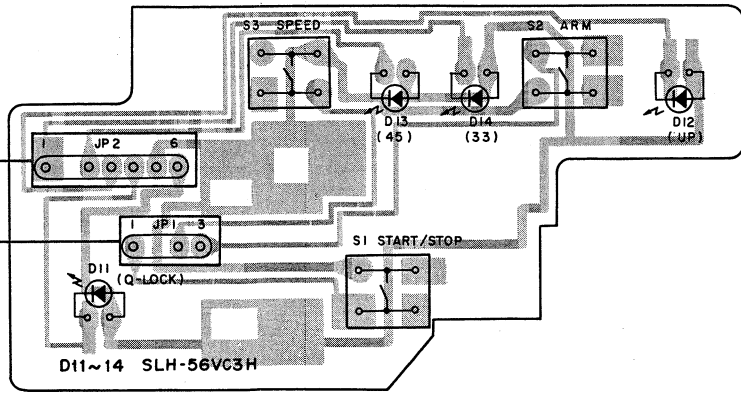 S3 SPEED
S2 ARM
1 JP2 6
D13
(45)
D14
(33)
D12
(UP)
1 JP1 3
S1 START/STOP
D11
(Q-LOCK)
D11~14 SLH-56VC3H